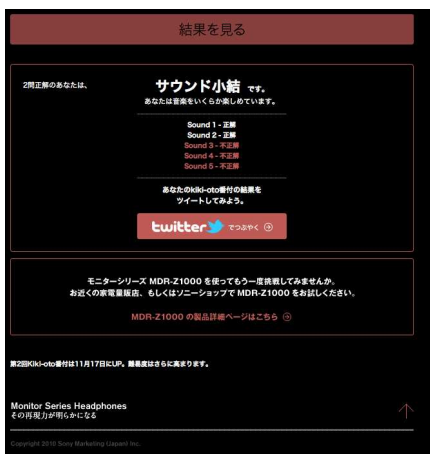 結果を見る
2問正解のあなたは、
サウンド小結 です。
あなたは音楽をいくらか楽しめています。
Sound 1 - 正解
Sound 2 - 正解
Sound 3 - 不正解
Sound 4 - 不正解
Sound 5 - 不正解
あなたのkiki-oto番付の結果を
ツイートしてみよう。
twitter でつぶやく
モニターシリーズ MDR-Z1000 を使ってもう一度挑戦してみませんか。
お近くの家電量販店、もしくはソニーショップで MDR-Z1000 をお試しください。
MDR-Z1000 の製品詳細ページはこちら
第2回Kiki-oto番付は11月17日にUP。難易度はさらに高まります。
Monitor Series Headphones
その再現力が明らかになる
Copyright 2010 Sony Marketing (Japan) Inc.